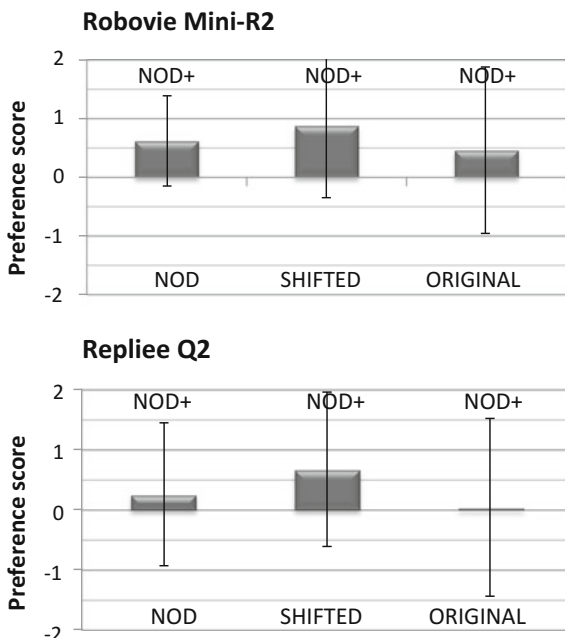 Robovie Mini-R2
Preference score
2
1
0
-1
-2
NOD+ NOD+ NOD+
NOD SHIFTED ORIGINAL
Repliee Q2
Preference score
2
1
0
-1
-2
NOD+ NOD+ NOD+
NOD SHIFTED ORIGINAL